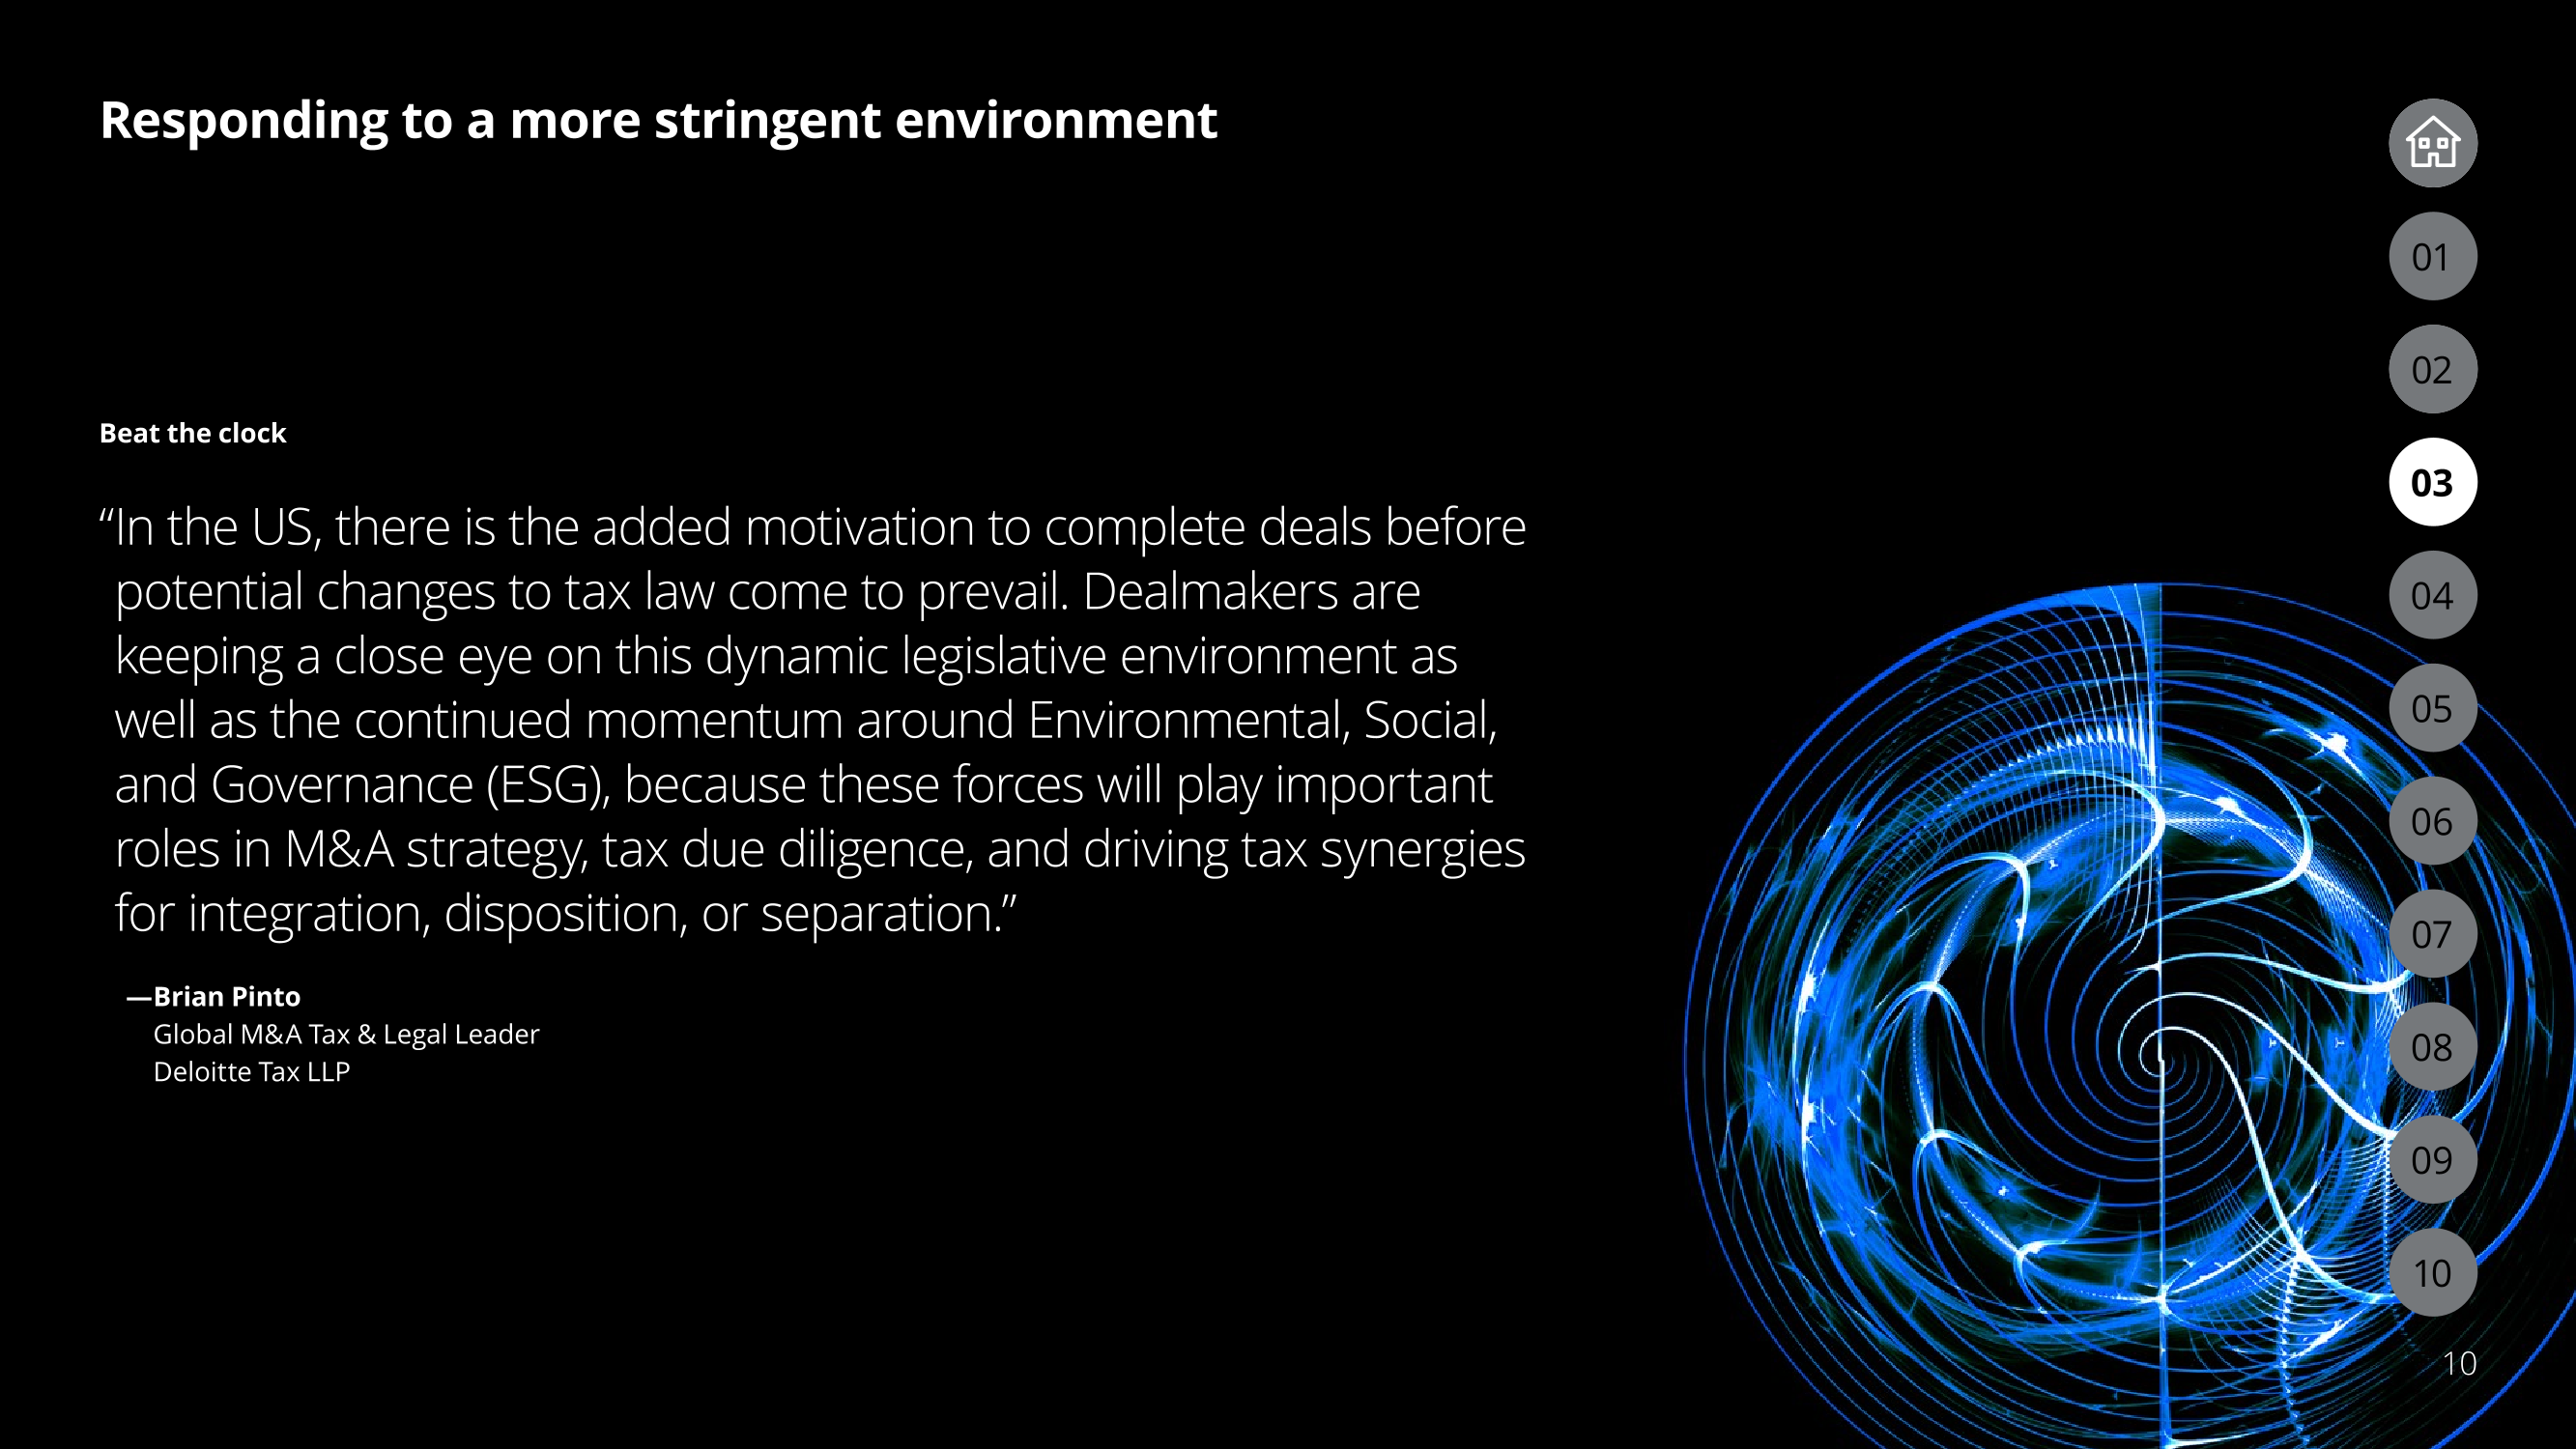 Responding to a more stringent environment
Beat the clock
“In the US, there is the added motivation to complete deals before
potential changes to tax law come to prevail. Dealmakers are
keeping a close eye on this dynamic legislative environment as
well as the continued momentum around Environmental, Social,
and Governance (ESG), because these forces will play important
roles in M&A strategy, tax due diligence, and driving tax synergies
for integration, disposition, or separation.”
—Brian Pinto
Global M&A Tax & Legal Leader
Deloitte Tax LLP
01
02
03
04
05
06
07
08
09
10
10